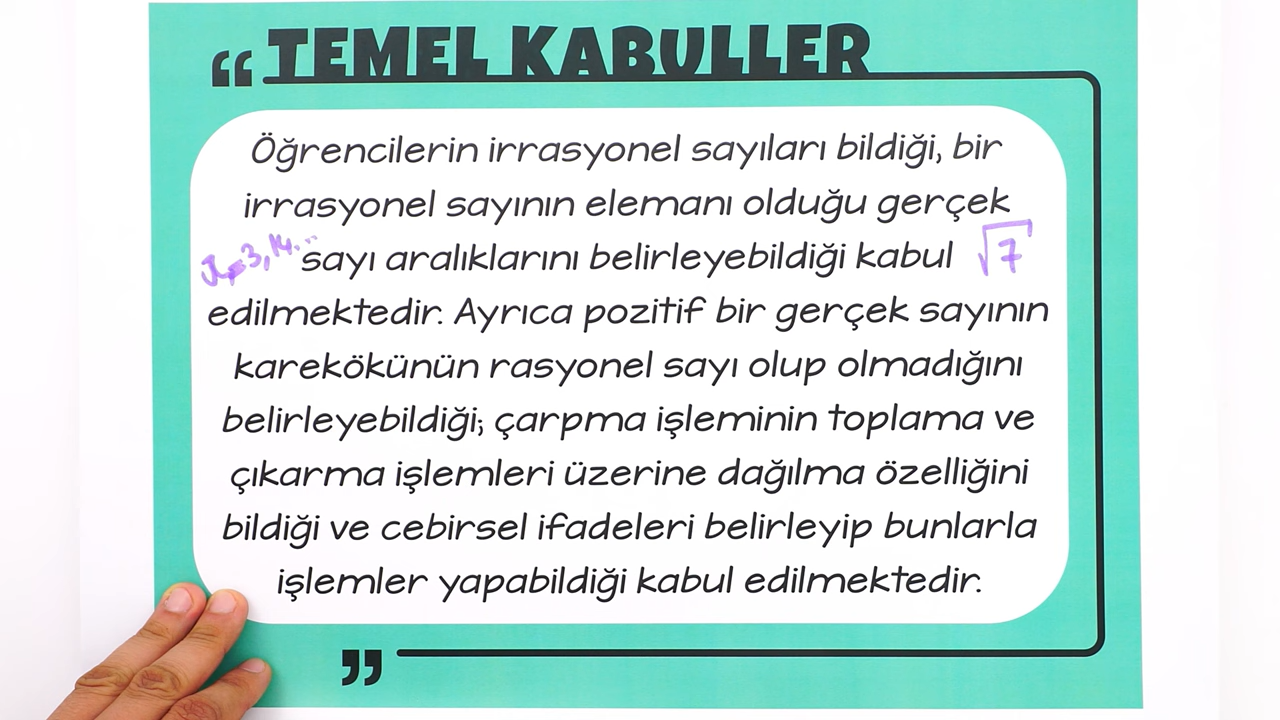 “ TEMEL KABULLER
Öğrencilerin irrasyonel sayıları bildiği, bir
irrasyonel sayının elemanı olduğu gerçek
π=3,14... sayı aralıklarını belirleyebildiği kabul √7
edilmektedir. Ayrıca pozitif bir gerçek sayının
karekökünün rasyonel sayı olup olmadığını
belirleyebildiği; çarpma işleminin toplama ve
çıkarma işlemleri üzerine dağılma özelliğini
bildiği ve cebirsel ifadeleri belirleyip bunlarla
işlemler yapabildiği kabul edilmektedir.
”